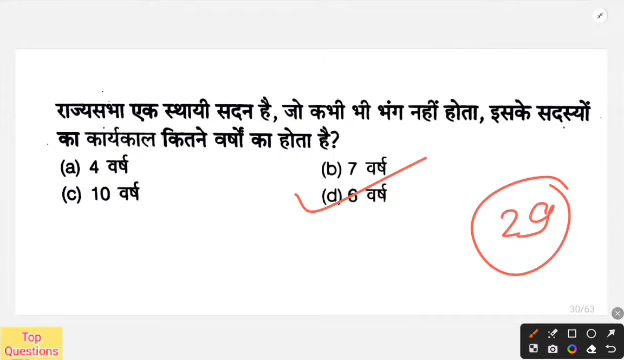 राज्यसभा एक स्थायी सदन है, जो कभी भी भंग नहीं होता, इसके सदस्यों
का कार्यकाल कितने वर्षों का होता है?
(a) 4 वर्ष (b) 7 वर्ष
(c) 10 वर्ष (d) 6 वर्ष
29
30/63
Top
Questions